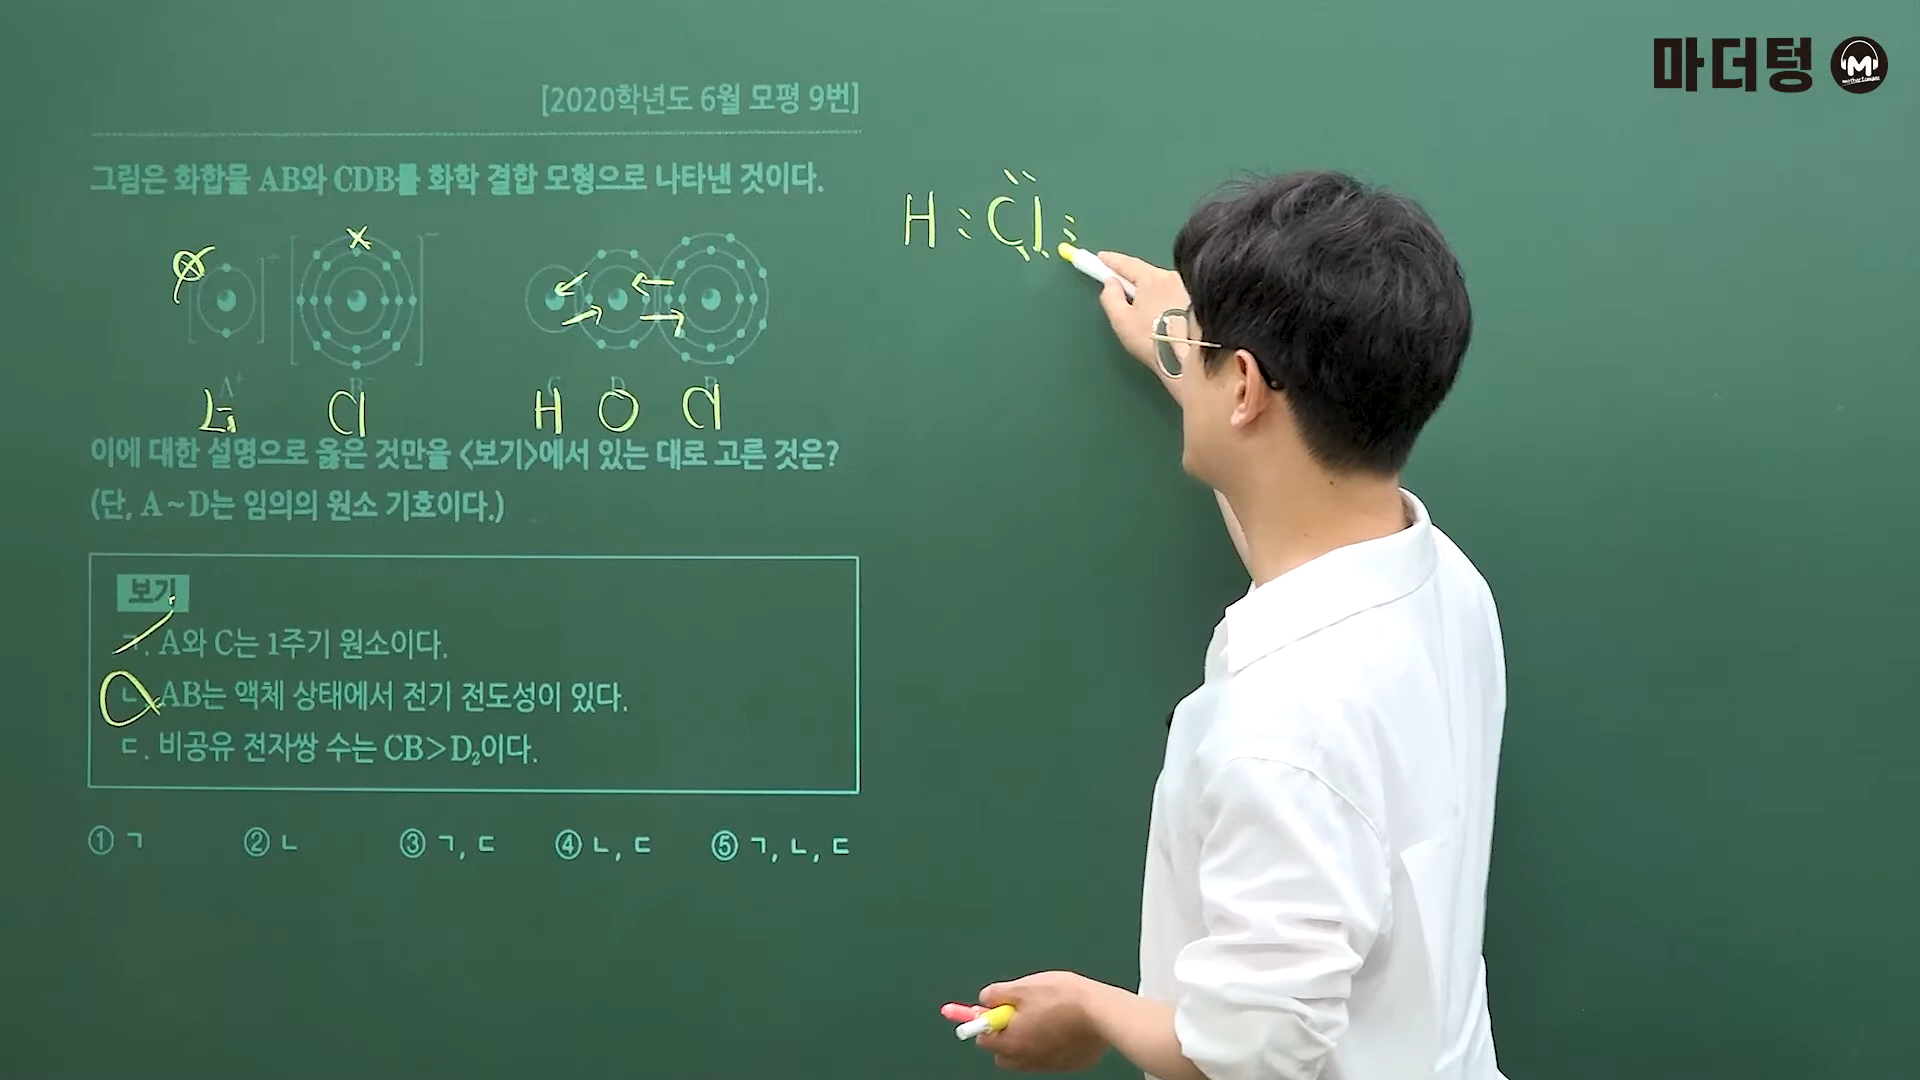 마더텅
[2020학년도 6월 모평 9번]
그림은 화합물 AB와 CDB를 화학 결합 모형으로 나타낸 것이다.
H : Cl :
A⁺ B⁻ C D B
Li Cl H O Cl
이에 대한 설명으로 옳은 것만을 <보기>에서 있는 대로 고른 것은?
(단, A~D는 임의의 원소 기호이다.)
보기
ㄱ. A와 C는 1주기 원소이다.
ㄴ. AB는 액체 상태에서 전기 전도성이 있다.
ㄷ. 비공유 전자쌍 수는 CB>D₂이다.
① ㄱ ② ㄴ ③ ㄱ, ㄷ ④ ㄴ, ㄷ ⑤ ㄱ, ㄴ, ㄷ